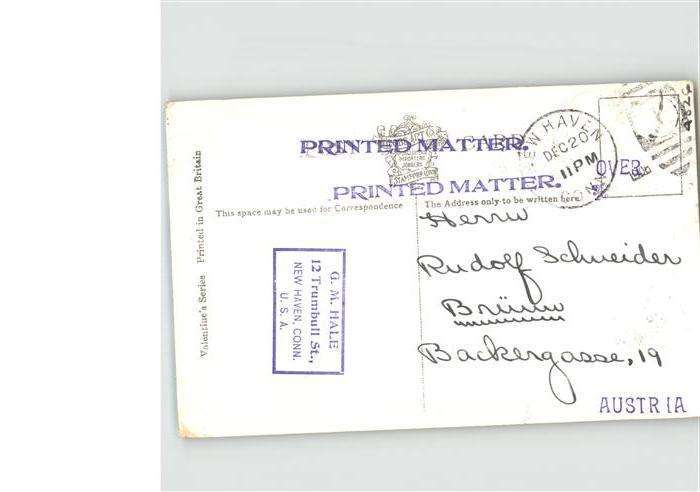 Valentine's Series Printed in Great Britain
CARD
PRINTED MATTER.
PRINTED MATTER.
NEW HAVEN
DEC 20
11 PM
CONN
OVER
This space may be used for Correspondence
The Address only to be written here
Herrn
Rudolf Schneider
Brünn
Backergasse, 19
AUSTRIA
G. M. HALE
12 Trumbull St.,
NEW HAVEN, CONN.
U. S. A.